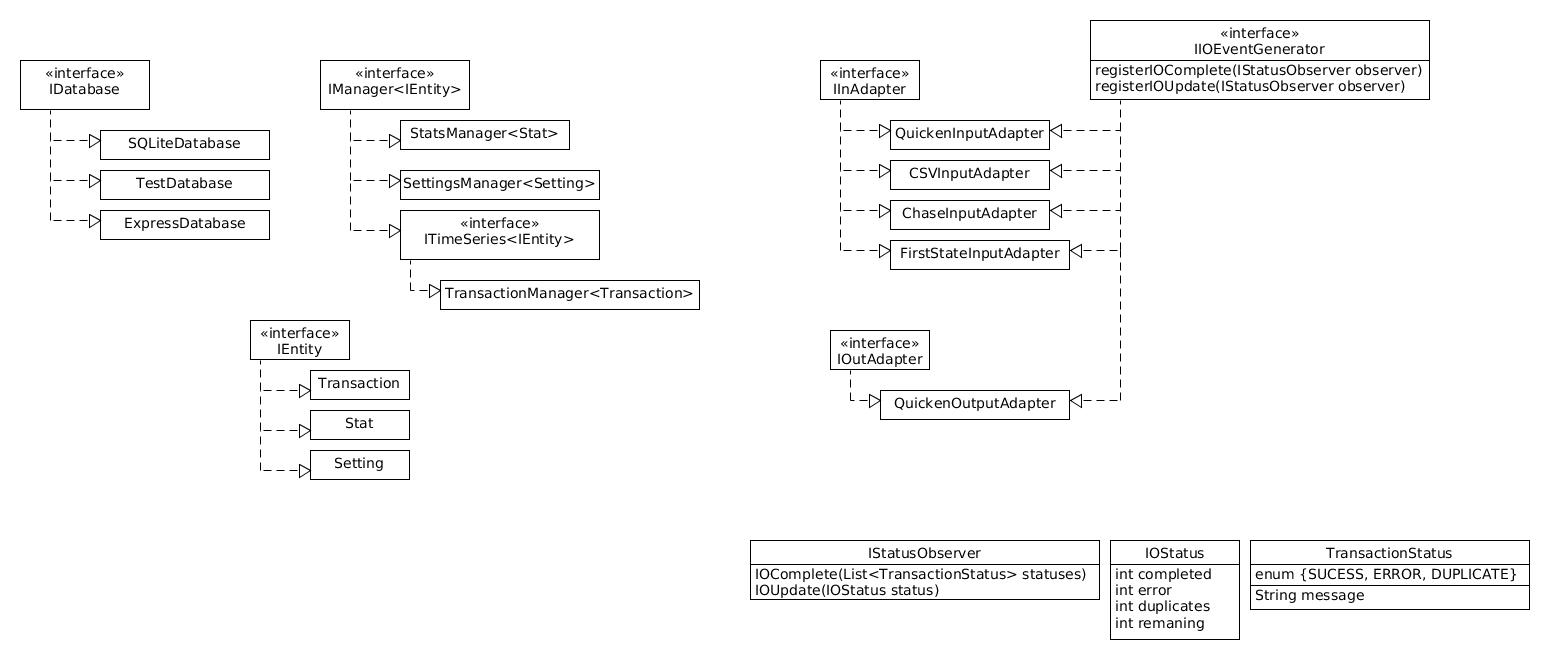 «interface»
IDatabase
SQLiteDatabase
TestDatabase
ExpressDatabase
«interface»
IManager<IEntity>
StatsManager<Stat>
SettingsManager<Setting>
«interface»
ITimeSeries<IEntity>
TransactionManager<Transaction>
«interface»
IEntity
Transaction
Stat
Setting
«interface»
IInAdapter
QuickenInputAdapter
CSVInputAdapter
ChaseInputAdapter
FirstStateInputAdapter
«interface»
IIOEventGenerator
registerIOComplete(IStatusObserver observer)
registerIOUpdate(IStatusObserver observer)
«interface»
IOutAdapter
QuickenOutputAdapter
IStatusObserver
IOComplete(List<TransactionStatus> statuses)
IOUpdate(IOStatus status)
IOStatus
int completed
int error
int duplicates
int remaning
TransactionStatus
enum {SUCESS, ERROR, DUPLICATE}
String message